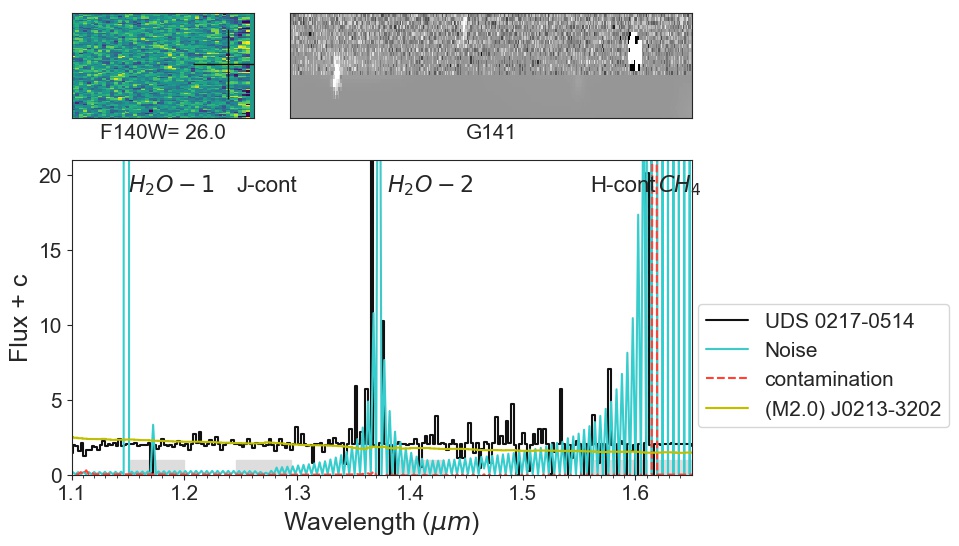 F140W= 26.0
G141
H₂O − 1 J-cont H₂O − 2 H-cont CH₄
20
15
10
5
0
Flux + c
1.1 1.2 1.3 1.4 1.5 1.6
Wavelength (μm)
UDS 0217-0514
Noise
contamination
(M2.0) J0213-3202